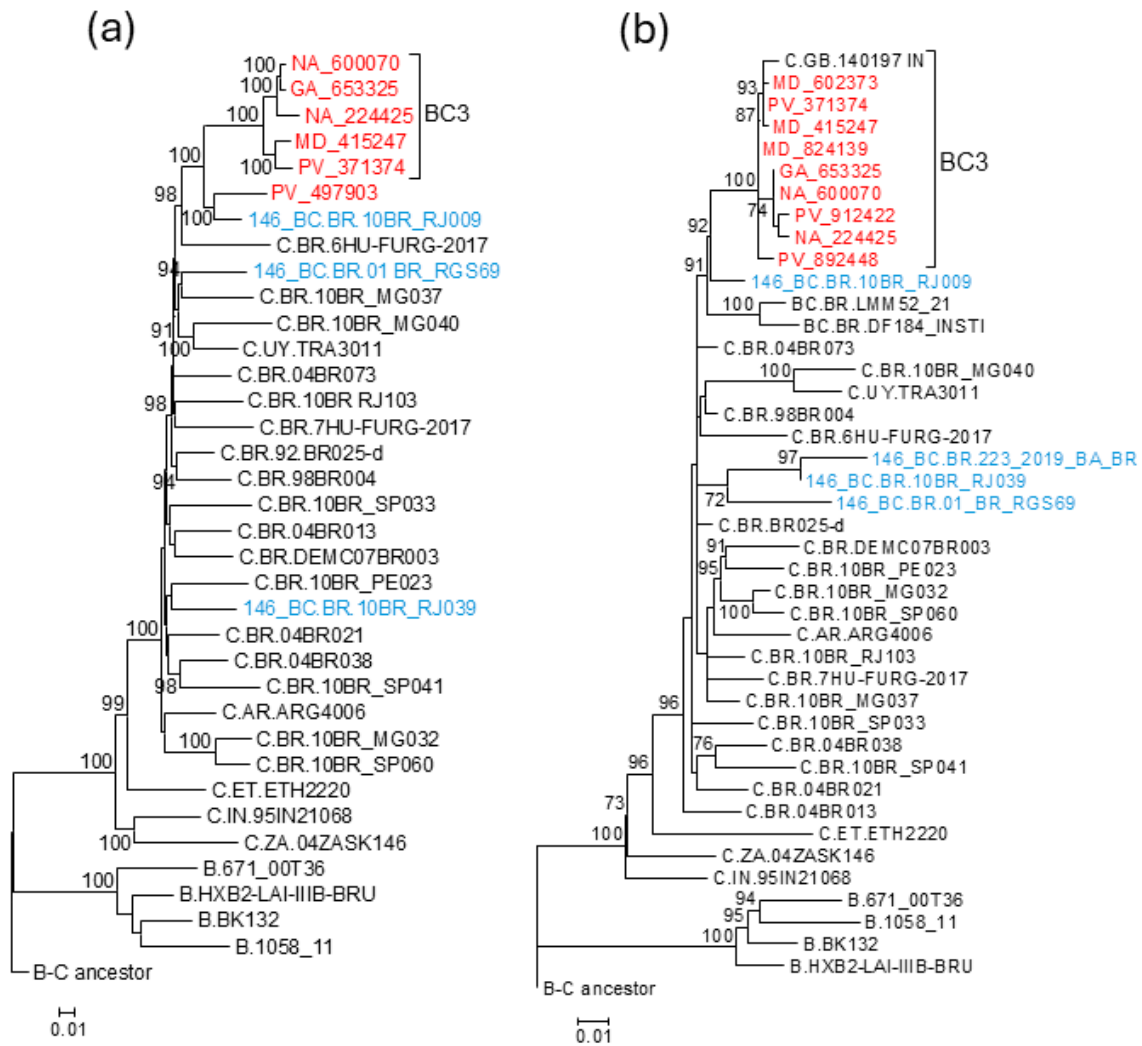 (a)
100
NA_600070
100
GA_653325
100
NA_224425
BC3
100
MD_415247
100
PV_371374
100
98
PV_497903
100
146_BC.BR.10BR_RJ009
C.BR.6HU-FURG-2017
94
146_BC.BR.01 BR_RGS69
C.BR.10BR_MG037
91
C.BR.10BR_MG040
100
C.UY.TRA3011
C.BR.04BR073
98
C.BR.10BR RJ103
C.BR.7HU-FURG-2017
C.BR.92.BR025-d
94
C.BR.98BR004
C.BR.10BR_SP033
C.BR.04BR013
C.BR.DEMC07BR003
C.BR.10BR_PE023
146_BC.BR.10BR_RJ039
100
C.BR.04BR021
C.BR.04BR038
98
C.BR.10BR_SP041
99
C.AR.ARG4006
100
C.BR.10BR_MG032
C.BR.10BR_SP060
100
C.ET.ETH2220
C.IN.95IN21068
100
C.ZA.04ZASK146
B.671_00T36
100
B.HXB2-LAI-IIIB-BRU
B.BK132
B.1058_11
B-C ancestor
0.01
(b)
C.GB.140197 IN
93
MD_602373
PV_371374
87
MD_415247
MD_824139
BC3
GA_653325
100
NA_600070
74
PV_912422
NA_224425
92
PV_892448
91
146_BC.BR.10BR_RJ009
100
BC.BR.LMM52_21
BC.BR.DF184_INSTI
C.BR.04BR073
100
C.BR.10BR_MG040
C.UY.TRA3011
C.BR.98BR004
C.BR.6HU-FURG-2017
97
146_BC.BR.223_2019_BA_BR
146_BC.BR.10BR_RJ039
72
146_BC.BR.01_BR_RGS69
C.BR.BR025-d
91
C.BR.DEMC07BR003
95
C.BR.10BR_PE023
C.BR.10BR_MG032
100
C.BR.10BR_SP060
C.AR.ARG4006
C.BR.10BR_RJ103
C.BR.7HU-FURG-2017
C.BR.10BR_MG037
96
C.BR.10BR_SP033
76
C.BR.04BR038
C.BR.10BR_SP041
96
C.BR.04BR021
C.BR.04BR013
73
C.ET.ETH2220
100
C.ZA.04ZASK146
C.IN.95IN21068
94
B.671_00T36
95
B.1058_11
100
B.BK132
B.HXB2-LAI-IIIB-BRU
B-C ancestor
0.01